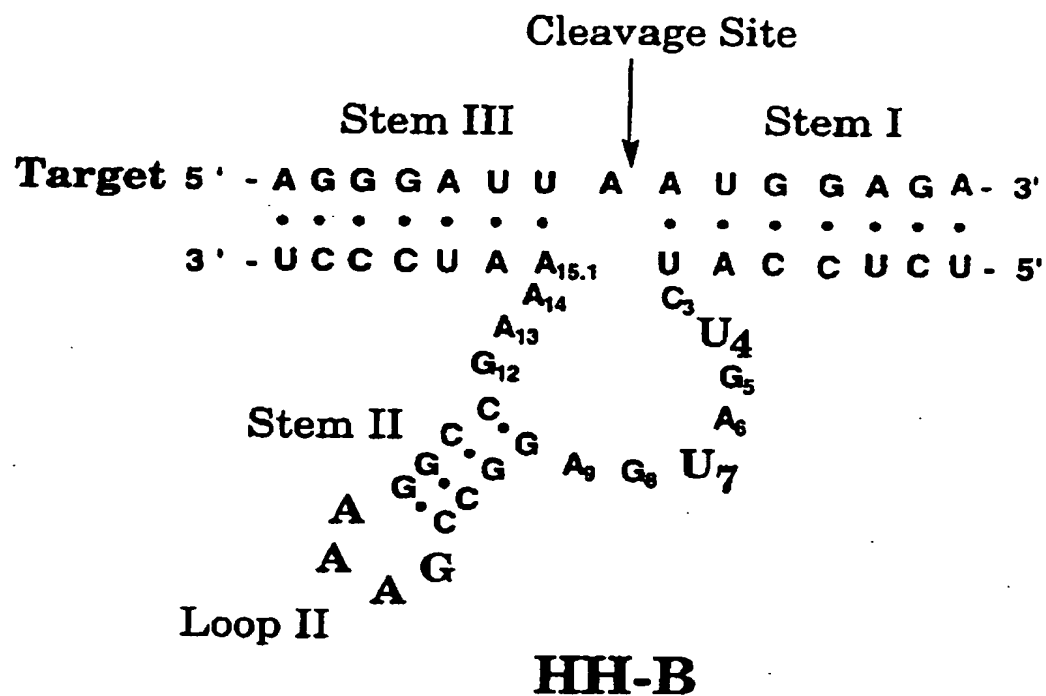 Cleavage Site
Stem III
Stem I
Target 5' - A G G G A U U A A U G G A G A - 3'
3' - U C C C U A A15.1 U A C C U C U - 5'
A14
C3
A13
U4
G12
G5
C
A6
Stem II
C
G
G
G
A9
G8
U7
G
C
A
C
A
G
A
Loop II
HH-B